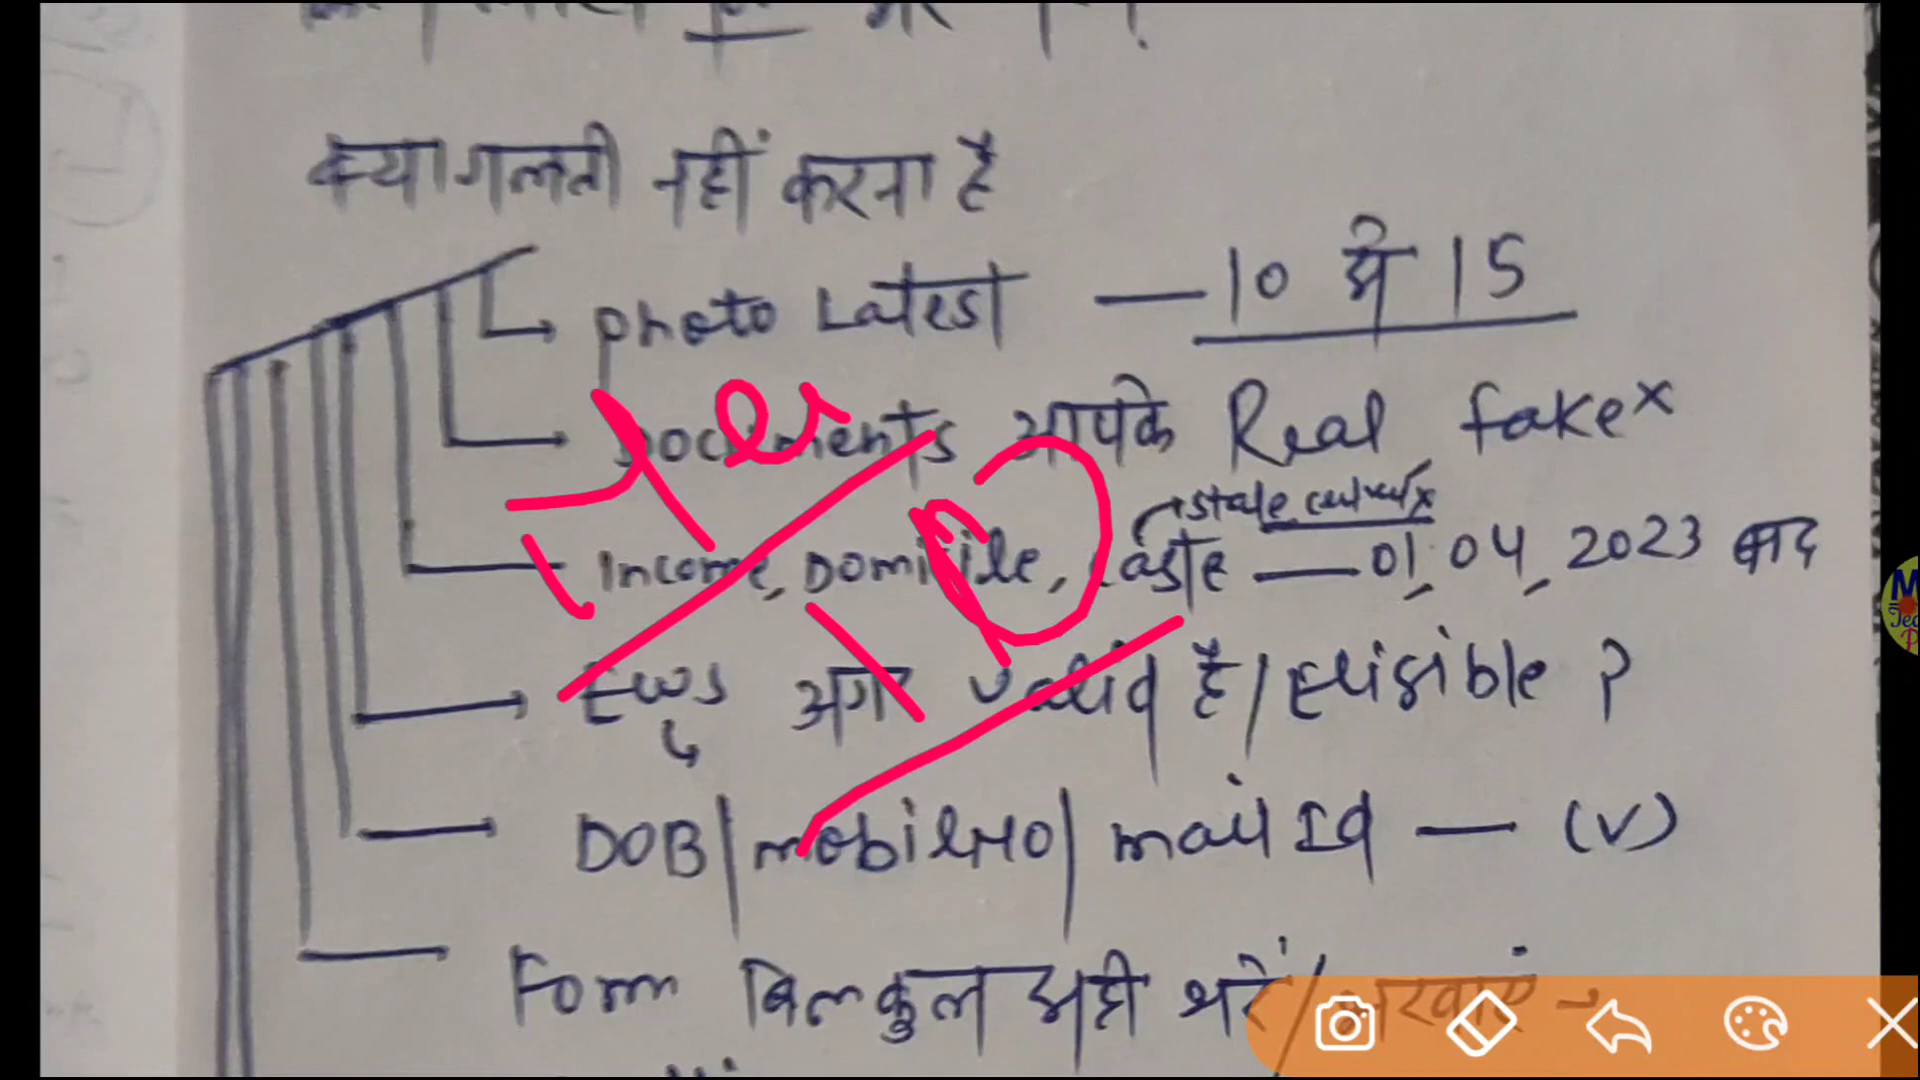 क्या गलती नहीं करना है
photo Latest — 10 से 15
Documents आपके Real, fake x
state central x
Income, Domicile, caste — 01, 04, 2023 बाद
EWS अगर valid है / Eligible ?
DOB | mobile No | mail Id — (v)
Form बिल्कुल सही भरें / भरवाएं